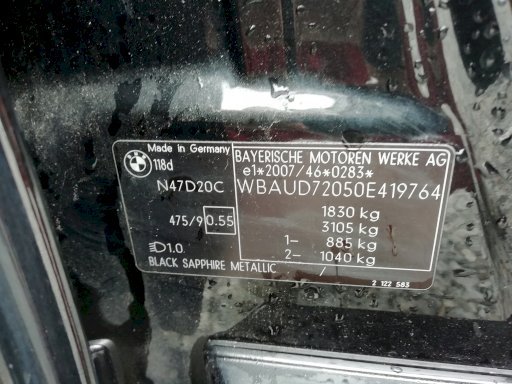 BMW
Made in Germany
118d
BAYERISCHE MOTOREN WERKE AG
e1*2007/46*0283*
N47D20C
WBAUD72050E419764
475/9 0.55
1830 kg
3105 kg
1– 885 kg
2– 1040 kg
1.0
BLACK SAPPHIRE METALLIC /
2 122 583